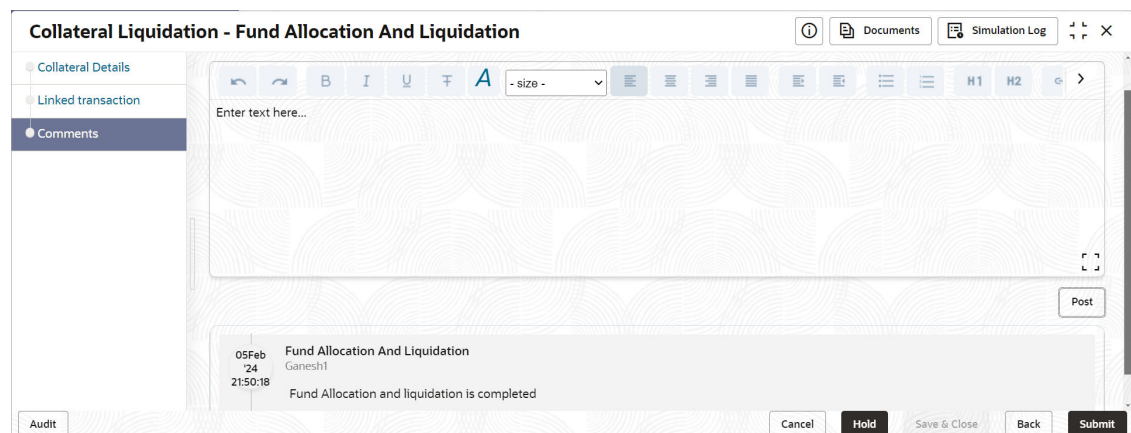 Collateral Liquidation - Fund Allocation And Liquidation
Documents
Simulation Log
Collateral Details
Linked transaction
Comments
B I U T A - size - H1 H2
Enter text here...
Post
05Feb
'24
21:50:18
Fund Allocation And Liquidation
Ganesh1
Fund Allocation and liquidation is completed
Audit
Cancel
Hold
Save & Close
Back
Submit